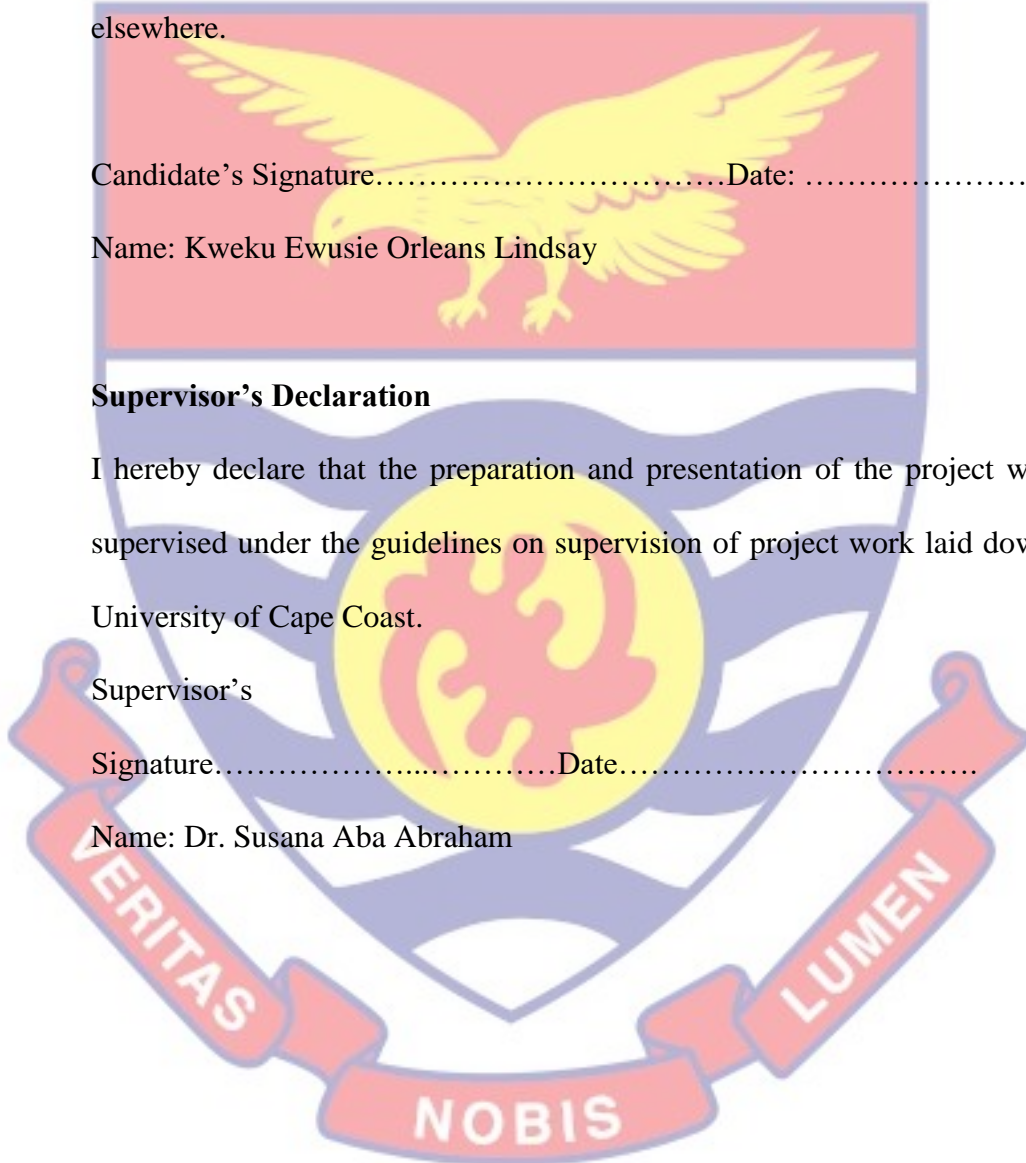 elsewhere.
Candidate’s Signature……………………………Date: …………………
Name: Kweku Ewusie Orleans Lindsay
Supervisor’s Declaration
I hereby declare that the preparation and presentation of the project
supervised under the guidelines on supervision of project work laid
University of Cape Coast.
Supervisor’s
Signature………………...…………Date…………………………….
Name: Dr. Susana Aba Abraham
VERITAS
NOBIS
LUMEN